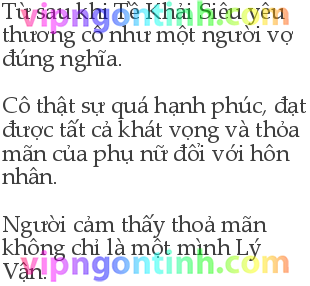 Từ sau khi Tề Khải Siêu yêu
thương cô như một người vợ
đúng nghĩa.
Cô thật sự quá hạnh phúc, đạt
được tất cả khát vọng và thỏa
mãn của phụ nữ đối với hôn
nhân.
Người cảm thấy thoả mãn
không chỉ là một mình Lý
Vận.
vipngontinh.com
vipngontinh.com